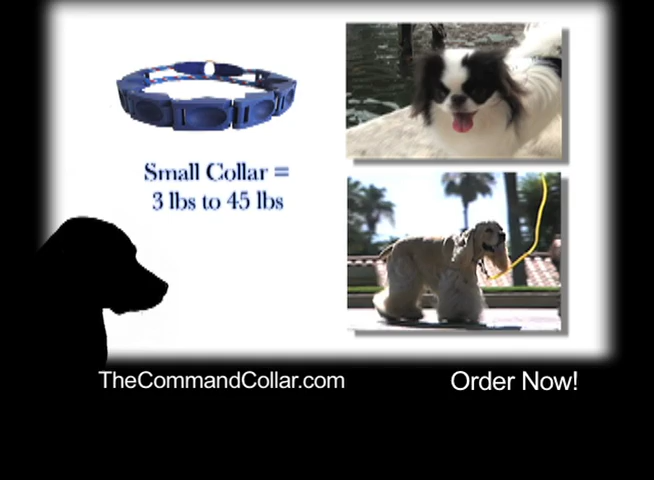 Small Collar =
3 lbs to 45 lbs
TheCommandCollar.com
Order Now!